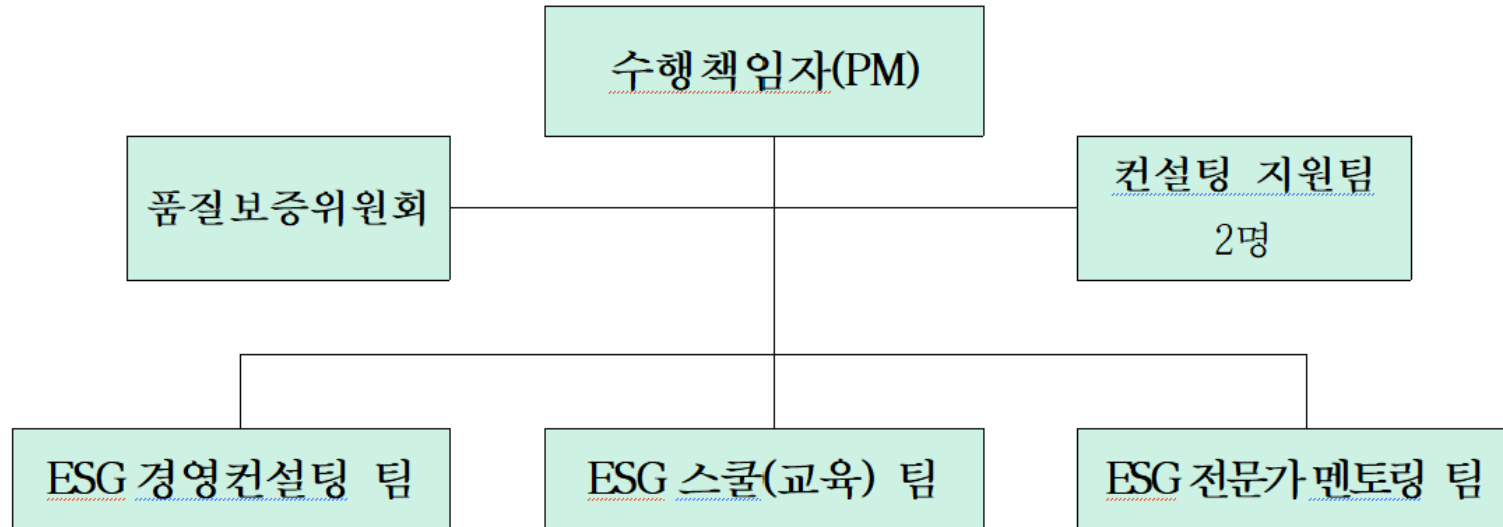 수행책임자(PM)
품질보증위원회
컨설팅 지원팀
2명
ESG 경영컨설팅 팀
ESG 스쿨(교육) 팀
ESG 전문가 멘토링 팀